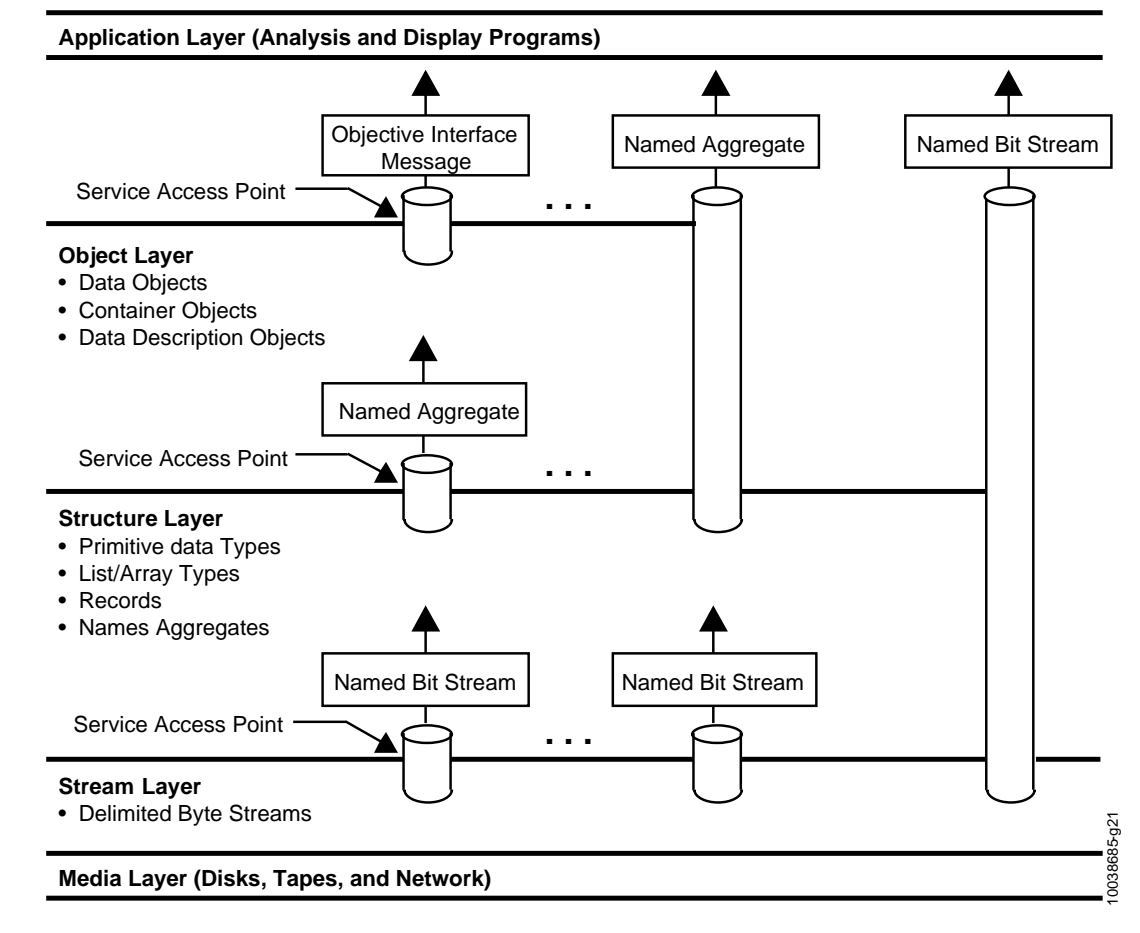 Application Layer (Analysis and Display Programs)
Objective Interface
Message
Named Aggregate
Named Bit Stream
Service Access Point
. . .
Object Layer
• Data Objects
• Container Objects
• Data Description Objects
Named Aggregate
Service Access Point
. . .
Structure Layer
• Primitive data Types
• List/Array Types
• Records
• Names Aggregates
Named Bit Stream
Named Bit Stream
Service Access Point
. . .
Stream Layer
• Delimited Byte Streams
Media Layer (Disks, Tapes, and Network)
10038685-g21